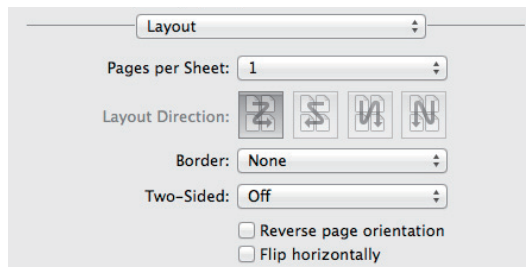 Layout
Pages per Sheet: 1
Layout Direction:
Border: None
Two-Sided: Off
Reverse page orientation
Flip horizontally